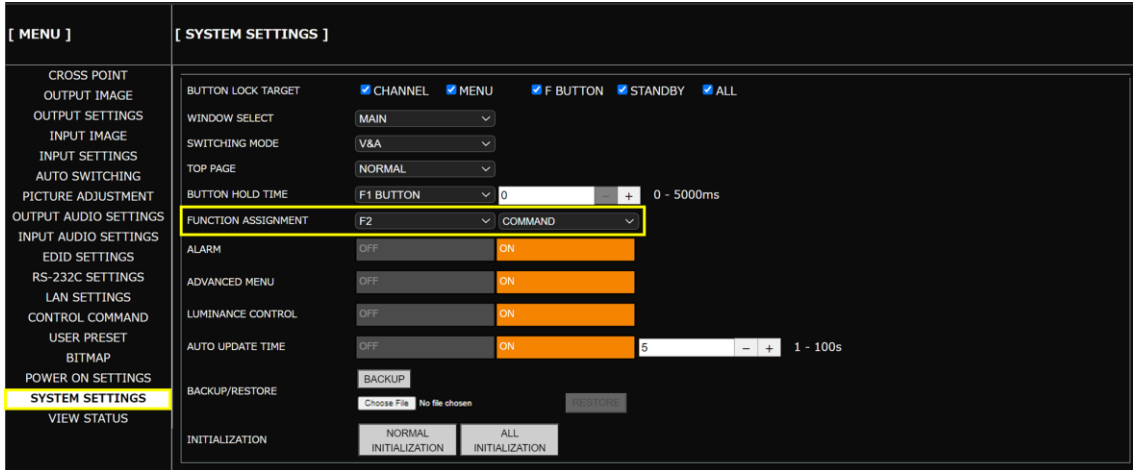 [ MENU ]
[ SYSTEM SETTINGS ]
CROSS POINT
OUTPUT IMAGE
OUTPUT SETTINGS
INPUT IMAGE
INPUT SETTINGS
AUTO SWITCHING
PICTURE ADJUSTMENT
OUTPUT AUDIO SETTINGS
INPUT AUDIO SETTINGS
EDID SETTINGS
RS-232C SETTINGS
LAN SETTINGS
CONTROL COMMAND
USER PRESET
BITMAP
POWER ON SETTINGS
SYSTEM SETTINGS
VIEW STATUS
BUTTON LOCK TARGET CHANNEL MENU F BUTTON STANDBY ALL
WINDOW SELECT MAIN
SWITCHING MODE V&A
TOP PAGE NORMAL
BUTTON HOLD TIME F1 BUTTON 0 - + 0 - 5000ms
FUNCTION ASSIGNMENT F2 COMMAND
ALARM OFF ON
ADVANCED MENU OFF ON
LUMINANCE CONTROL OFF ON
AUTO UPDATE TIME OFF ON 5 - + 1 - 100s
BACKUP/RESTORE BACKUP
Choose File No file chosen RESTORE
INITIALIZATION NORMAL INITIALIZATION ALL INITIALIZATION